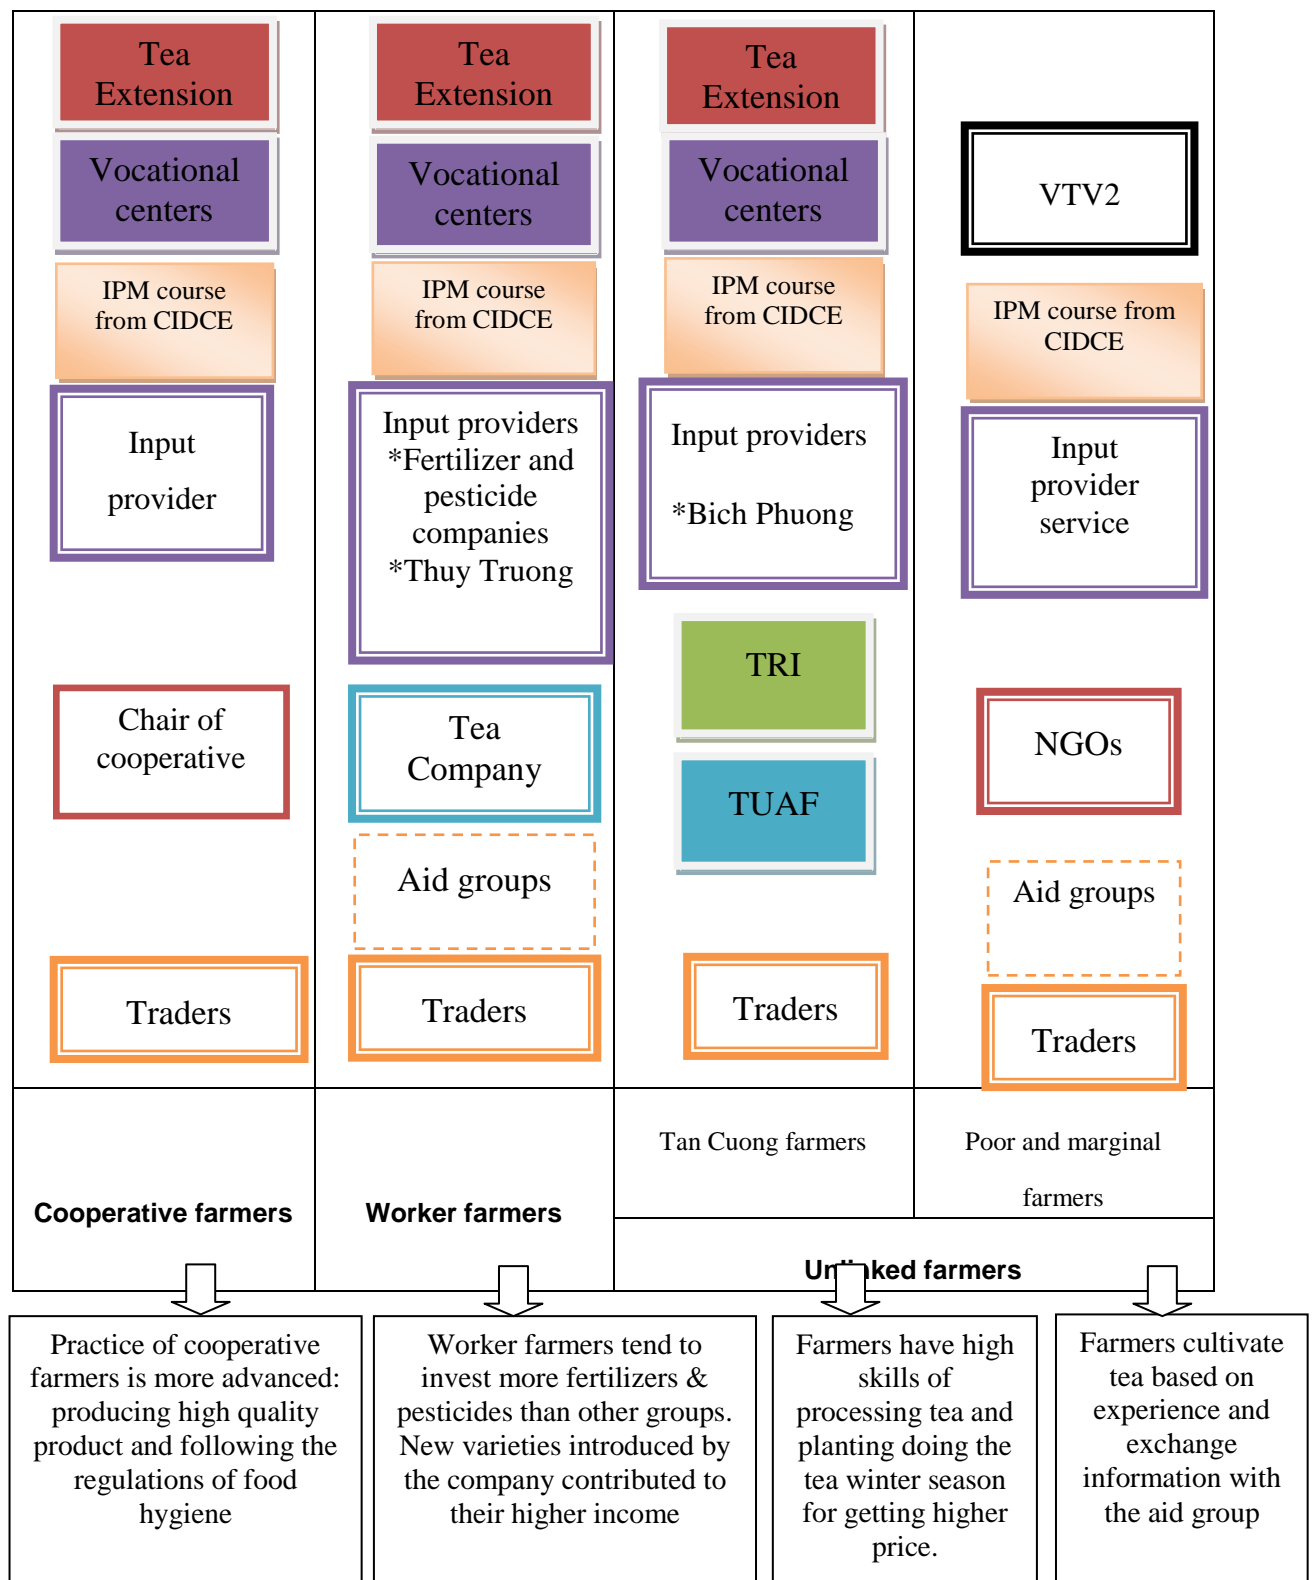 Tea
Extension
Vocational
centers
IPM course
from CIDCE
Input
provider
Chair of
cooperative
Traders
Cooperative farmers
Tea
Extension
Vocational
centers
IPM course
from CIDCE
Input providers
*Fertilizer and
pesticide
companies
*Thuy Truong
Tea
Company
Aid groups
Traders
Worker farmers
Tea
Extension
Vocational
centers
IPM course
from CIDCE
Input providers
*Bich Phuong
TRI
TUAF
Traders
Tan Cuong farmers
VTV2
IPM course from
CIDCE
Input
provider
service
NGOs
Aid groups
Traders
Poor and marginal
farmers
Unlinked farmers
Practice of cooperative
farmers is more advanced:
producing high quality
product and following the
regulations of food
hygiene
Worker farmers tend to
invest more fertilizers &
pesticides than other groups.
New varieties introduced by
the company contributed to
their higher income
Farmers have high
skills of
processing tea and
planting doing the
tea winter season
for getting higher
price.
Farmers cultivate
tea based on
experience and
exchange
information with
the aid group